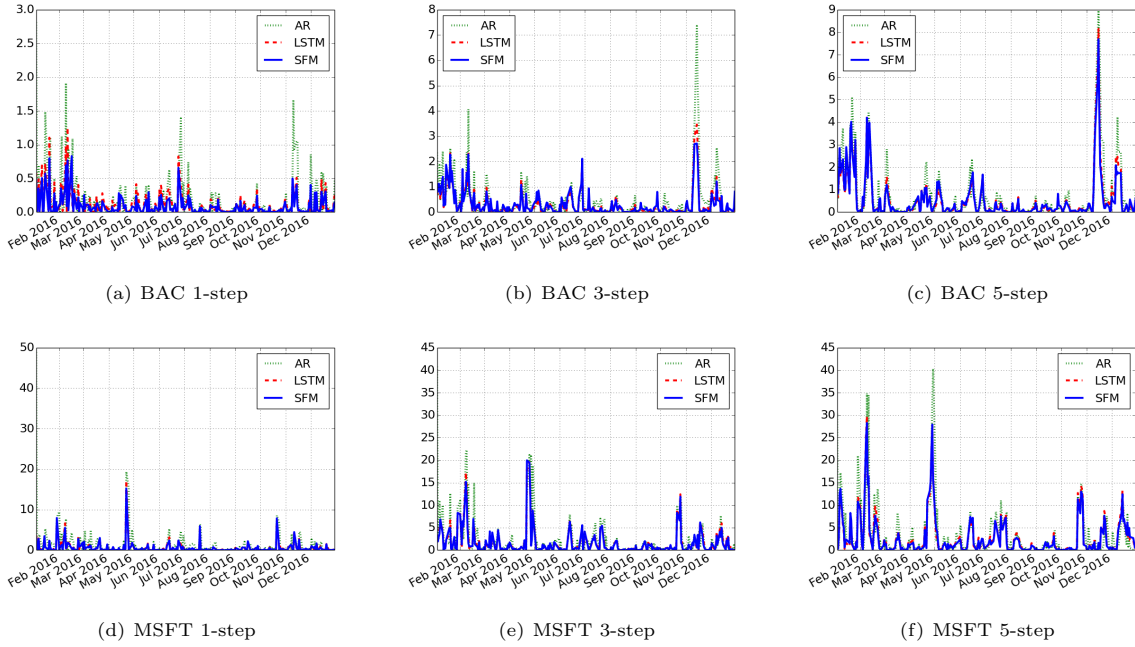 3.0
2.5
2.0
1.5
1.0
0.5
0.0
AR
LSTM
SFM
Feb 2016
Mar 2016
Apr 2016
May 2016
Jun 2016
Jul 2016
Aug 2016
Sep 2016
Oct 2016
Nov 2016
Dec 2016
(a) BAC 1-step
8
7
6
5
4
3
2
1
0
AR
LSTM
SFM
Feb 2016
Mar 2016
Apr 2016
May 2016
Jun 2016
Jul 2016
Aug 2016
Sep 2016
Oct 2016
Nov 2016
Dec 2016
(b) BAC 3-step
9
8
7
6
5
4
3
2
1
0
AR
LSTM
SFM
Feb 2016
Mar 2016
Apr 2016
May 2016
Jun 2016
Jul 2016
Aug 2016
Sep 2016
Oct 2016
Nov 2016
Dec 2016
(c) BAC 5-step
50
40
30
20
10
0
AR
LSTM
SFM
Feb 2016
Mar 2016
Apr 2016
May 2016
Jun 2016
Jul 2016
Aug 2016
Sep 2016
Oct 2016
Nov 2016
Dec 2016
(d) MSFT 1-step
45
40
35
30
25
20
15
10
5
0
AR
LSTM
SFM
Feb 2016
Mar 2016
Apr 2016
May 2016
Jun 2016
Jul 2016
Aug 2016
Sep 2016
Oct 2016
Nov 2016
Dec 2016
(e) MSFT 3-step
45
40
35
30
25
20
15
10
5
0
AR
LSTM
SFM
Feb 2016
Mar 2016
Apr 2016
May 2016
Jun 2016
Jul 2016
Aug 2016
Sep 2016
Oct 2016
Nov 2016
Dec 2016
(f) MSFT 5-step